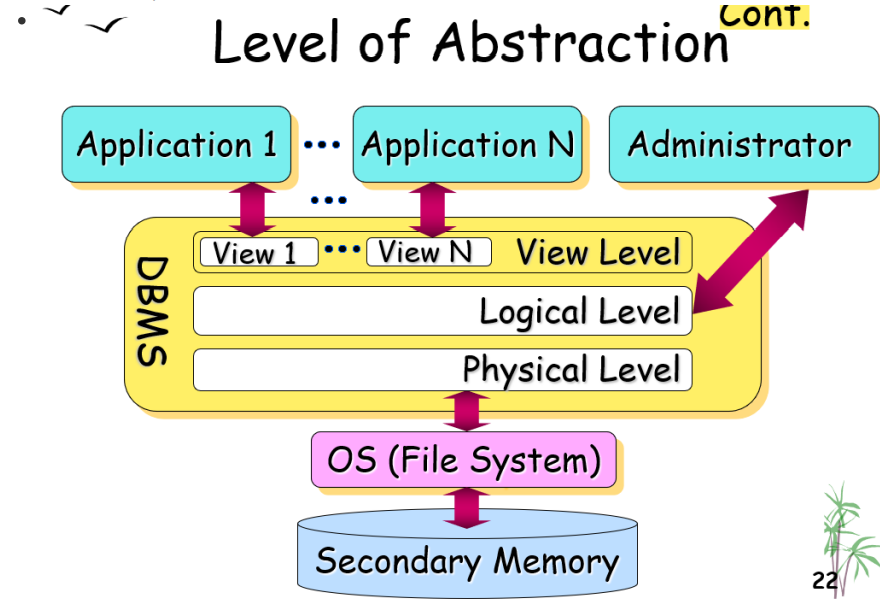 Cont.
Level of Abstraction
Application 1 ... Application N Administrator
...
View 1 ... View N View Level
DBMS
Logical Level
Physical Level
OS (File System)
Secondary Memory
22